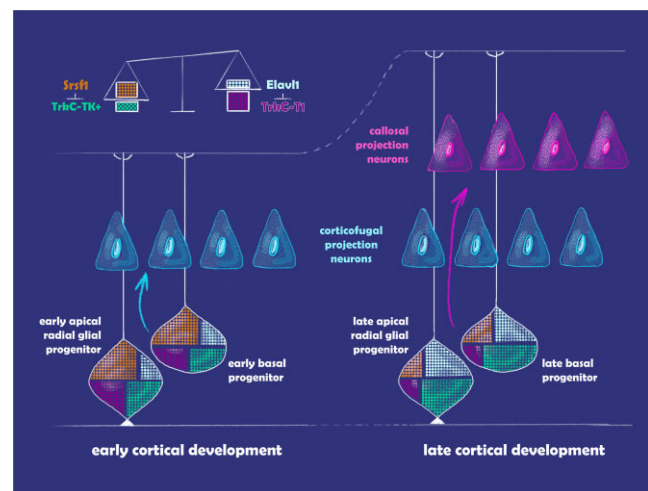 Srsf1
TrkC-TK+
Elavl1
TrkC-T1
callosal
projection
neurons
corticofugal
projection
neurons
early apical
radial glial
progenitor
early basal
progenitor
late apical
radial glial
progenitor
late basal
progenitor
early cortical development
late cortical development